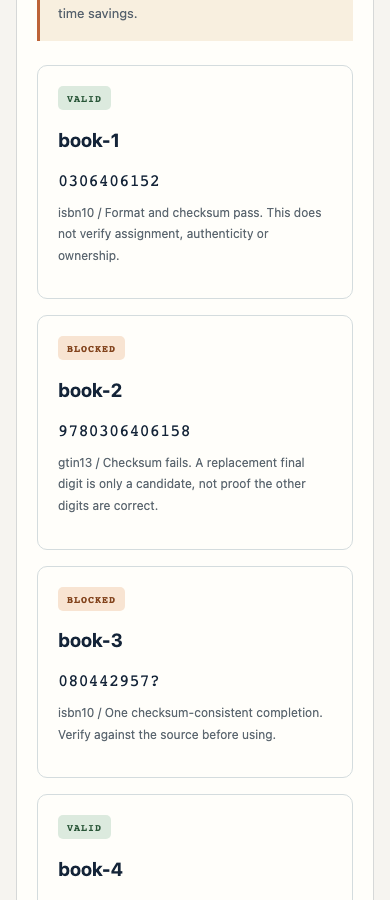 time savings.
VALID
book-1
0306406152
isbn10 / Format and checksum pass. This does
not verify assignment, authenticity or
ownership.
BLOCKED
book-2
9780306406158
gtin13 / Checksum fails. A replacement final
digit is only a candidate, not proof the other
digits are correct.
BLOCKED
book-3
080442957?
isbn10 / One checksum-consistent completion.
Verify against the source before using.
VALID
book-4